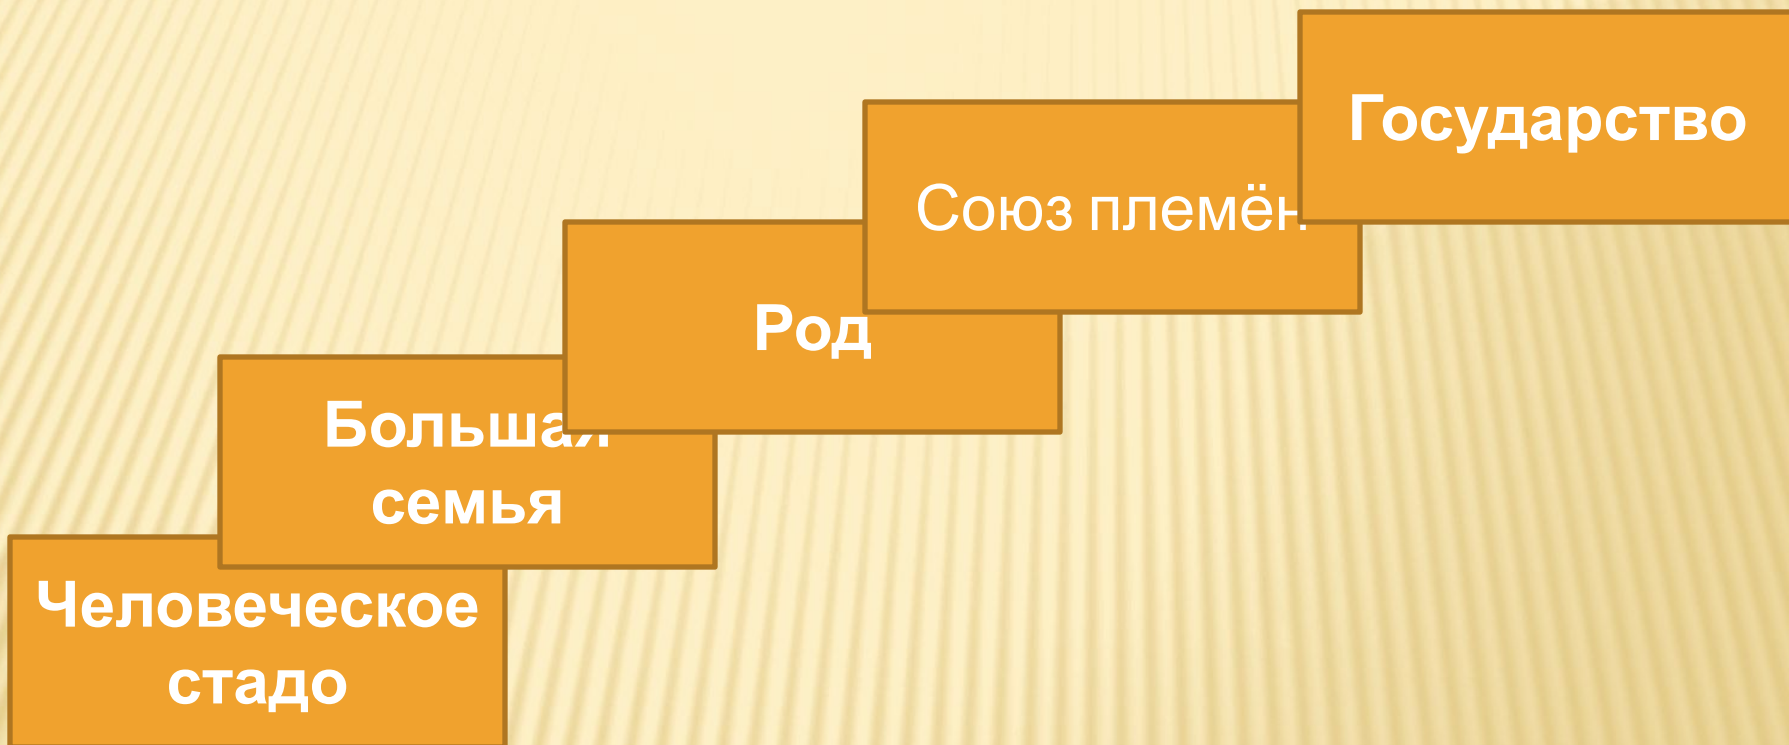 Государство
Союз племён
Род
Большая
семья
Человеческое
стадо